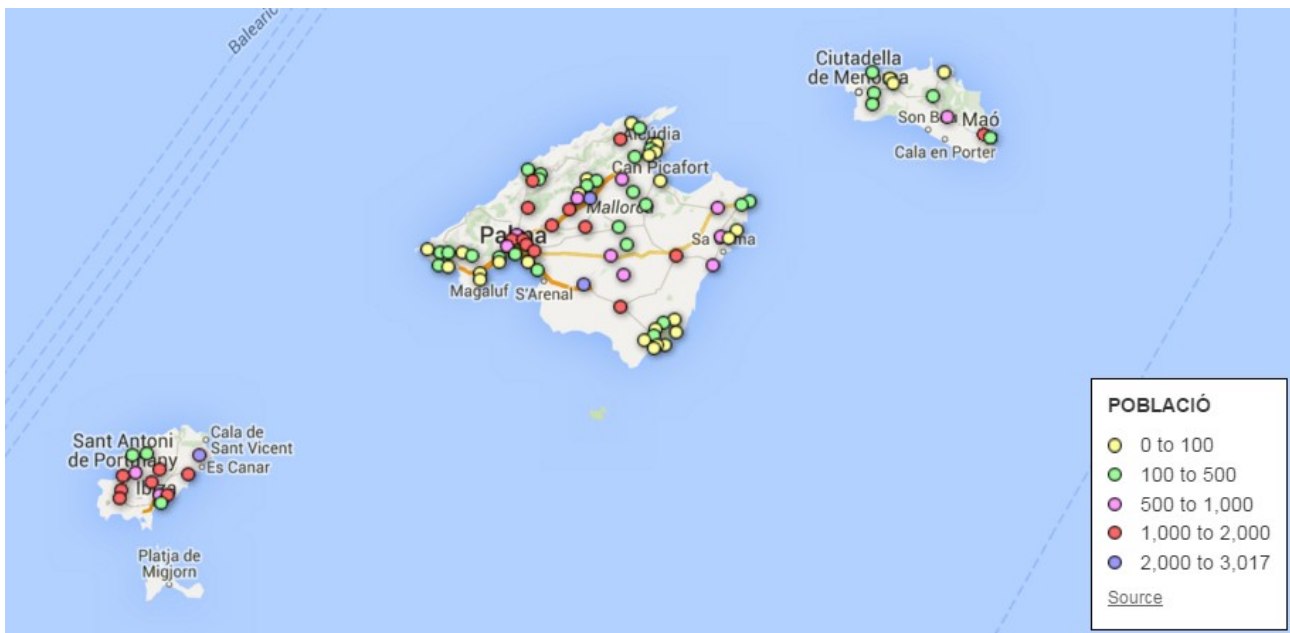 Balearic
Ciutadella
de Menorca
Son Bou
Maó
Cala en Porter
Alcúdia
Can Picafort
Mallorca
Palma
Sa Coma
Magaluf
S'Arenal
Sant Antoni
de Portmany
Cala de
Sant Vicent
Es Canar
Ibiza
Platja de
Migjorn
POBLACIÓ
0 to 100
100 to 500
500 to 1,000
1,000 to 2,000
2,000 to 3,017
Source